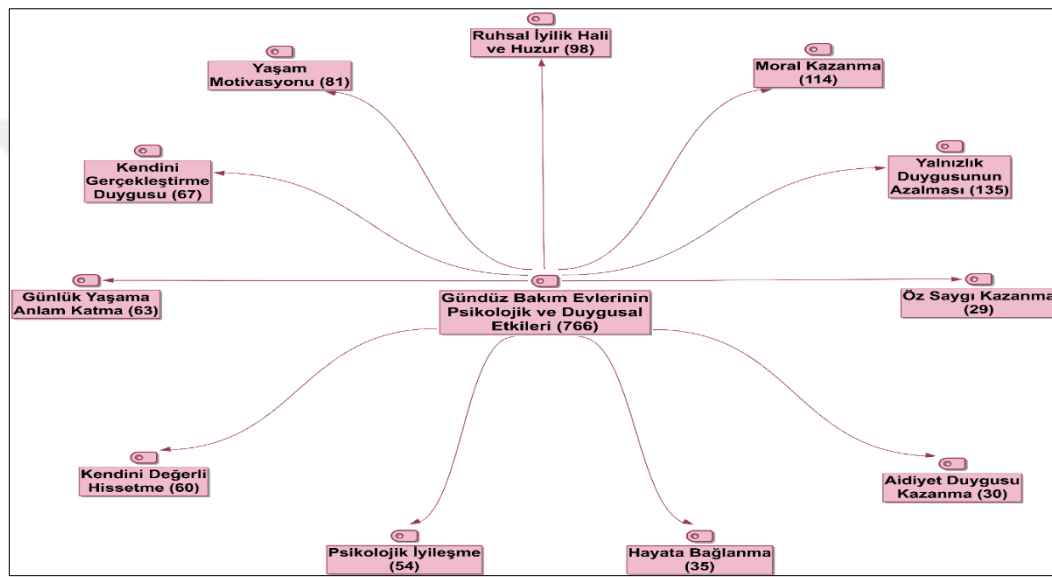 Ruhsal İyilik Hali
ve Huzur (98)
Yaşam
Motivasyonu (81)
Moral Kazanma
(114)
Kendini
Gerçekleştirme
Duygusu (67)
Yalnızlık
Duygusunun
Azalması (135)
Günlük Yaşama
Anlam Katma (63)
Gündüz Bakım Evlerinin
Psikolojik ve Duygusal
Etkileri (766)
Öz Saygı Kazanma
(29)
Kendini Değerli
Hissetme (60)
Aidiyet Duygusu
Kazanma (30)
Psikolojik İyileşme
(54)
Hayata Bağlanma
(35)